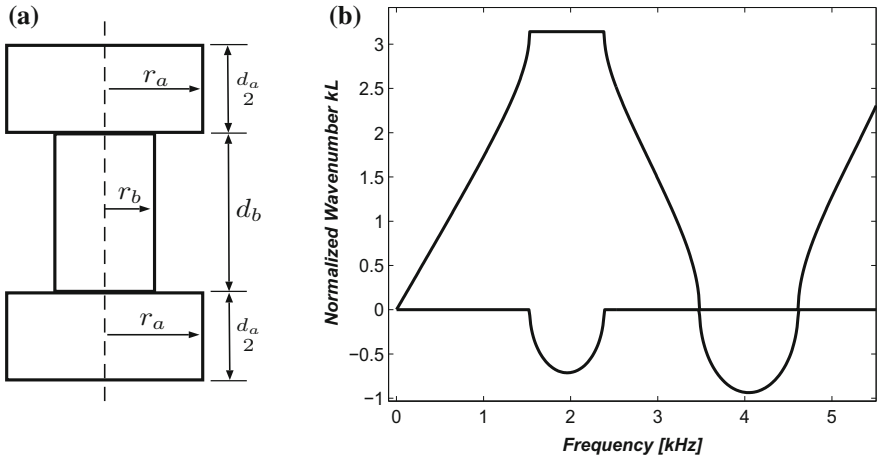 (a)
r_a
d_a
2
r_b
d_b
r_a
d_a
2
(b)
Normalized Wavenumber kL
3
2.5
2
1.5
1
0.5
0
−0.5
−1
0 1 2 3 4 5
Frequency [kHz]